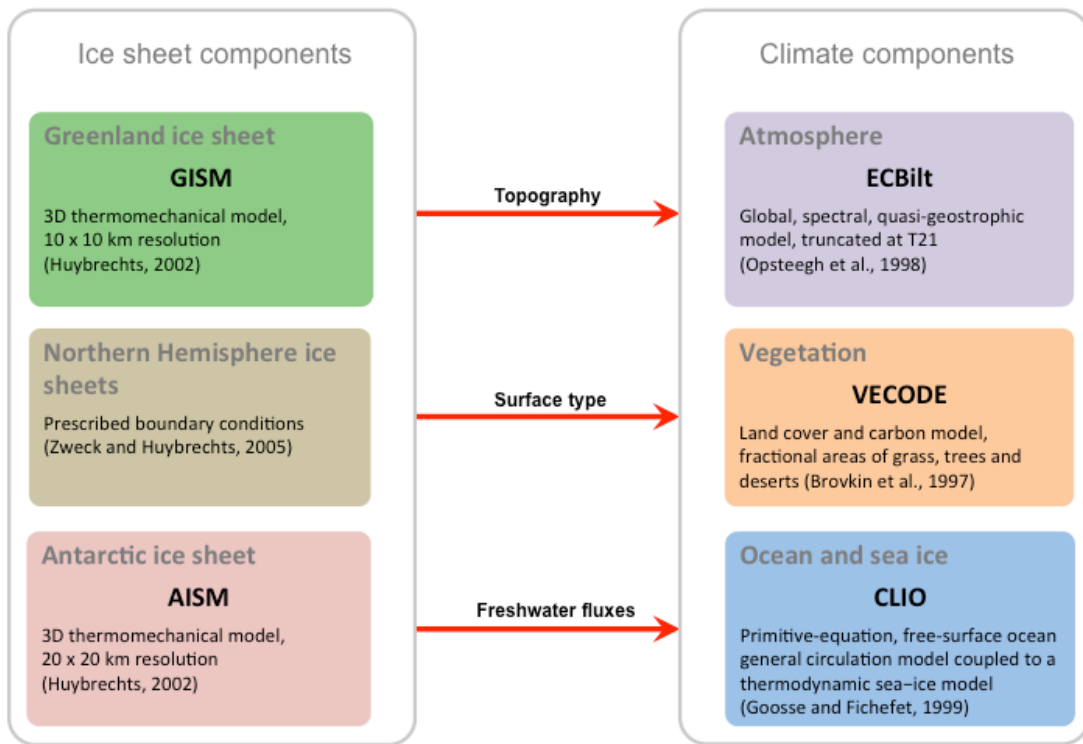 Ice sheet components
Greenland ice sheet
GISM
3D thermomechanical model,
10 x 10 km resolution
(Huybrechts, 2002)
Northern Hemisphere ice
sheets
Prescribed boundary conditions
(Zweck and Huybrechts, 2005)
Antarctic ice sheet
AISM
3D thermomechanical model,
20 x 20 km resolution
(Huybrechts, 2002)
Topography
Surface type
Freshwater fluxes
Climate components
Atmosphere
ECBilt
Global, spectral, quasi-geostrophic
model, truncated at T21
(Opsteegh et al., 1998)
Vegetation
VECODE
Land cover and carbon model,
fractional areas of grass, trees and
deserts (Brovkin et al., 1997)
Ocean and sea ice
CLIO
Primitive-equation, free-surface ocean
general circulation model coupled to a
thermodynamic sea−ice model
(Goosse and Fichefet, 1999)